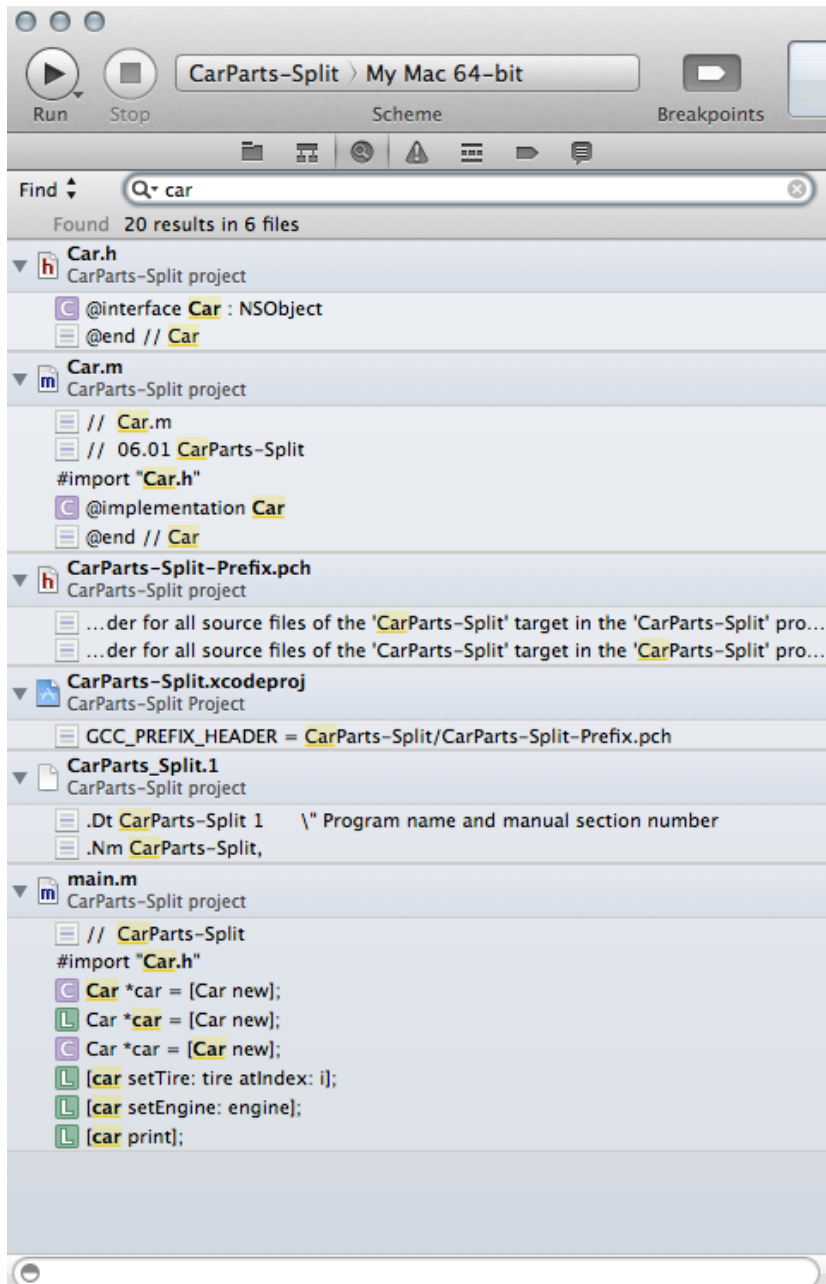 CarParts-Split › My Mac 64-bit
Run Stop Scheme Breakpoints
Find car
Found 20 results in 6 files
Car.h
CarParts-Split project
C @interface Car : NSObject
@end // Car
Car.m
CarParts-Split project
// Car.m
// 06.01 CarParts-Split
#import "Car.h"
C @implementation Car
@end // Car
CarParts-Split-Prefix.pch
CarParts-Split project
...der for all source files of the 'CarParts-Split' target in the 'CarParts-Split' pro...
...der for all source files of the 'CarParts-Split' target in the 'CarParts-Split' pro...
CarParts-Split.xcodeproj
CarParts-Split Project
GCC_PREFIX_HEADER = CarParts-Split/CarParts-Split-Prefix.pch
CarParts_Split.1
CarParts-Split project
.Dt CarParts-Split 1 \" Program name and manual section number
.Nm CarParts-Split,
main.m
CarParts-Split project
// CarParts-Split
#import "Car.h"
C Car *car = [Car new];
L Car *car = [Car new];
C Car *car = [Car new];
L [car setTire: tire atIndex: i];
L [car setEngine: engine];
L [car print];